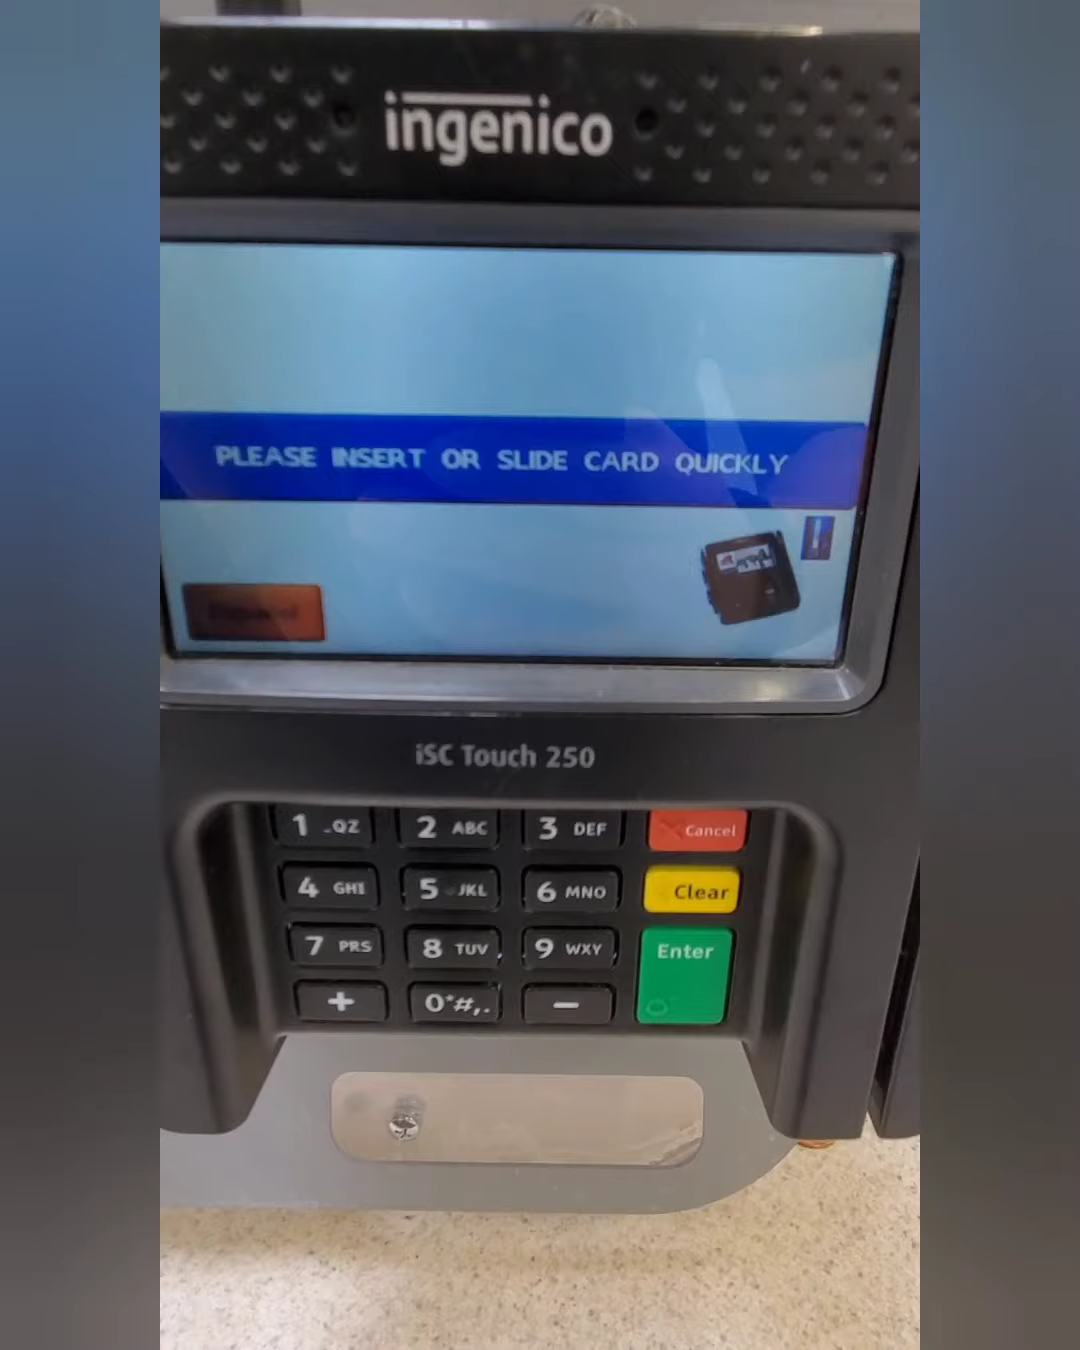 ingenico
PLEASE INSERT OR SLIDE CARD QUICKLY
iSC Touch 250
1 _QZ 2 ABC 3 DEF Cancel
4 GHI 5 JKL 6 MNO Clear
7 PRS 8 TUV 9 WXY Enter
+ 0*#,. −